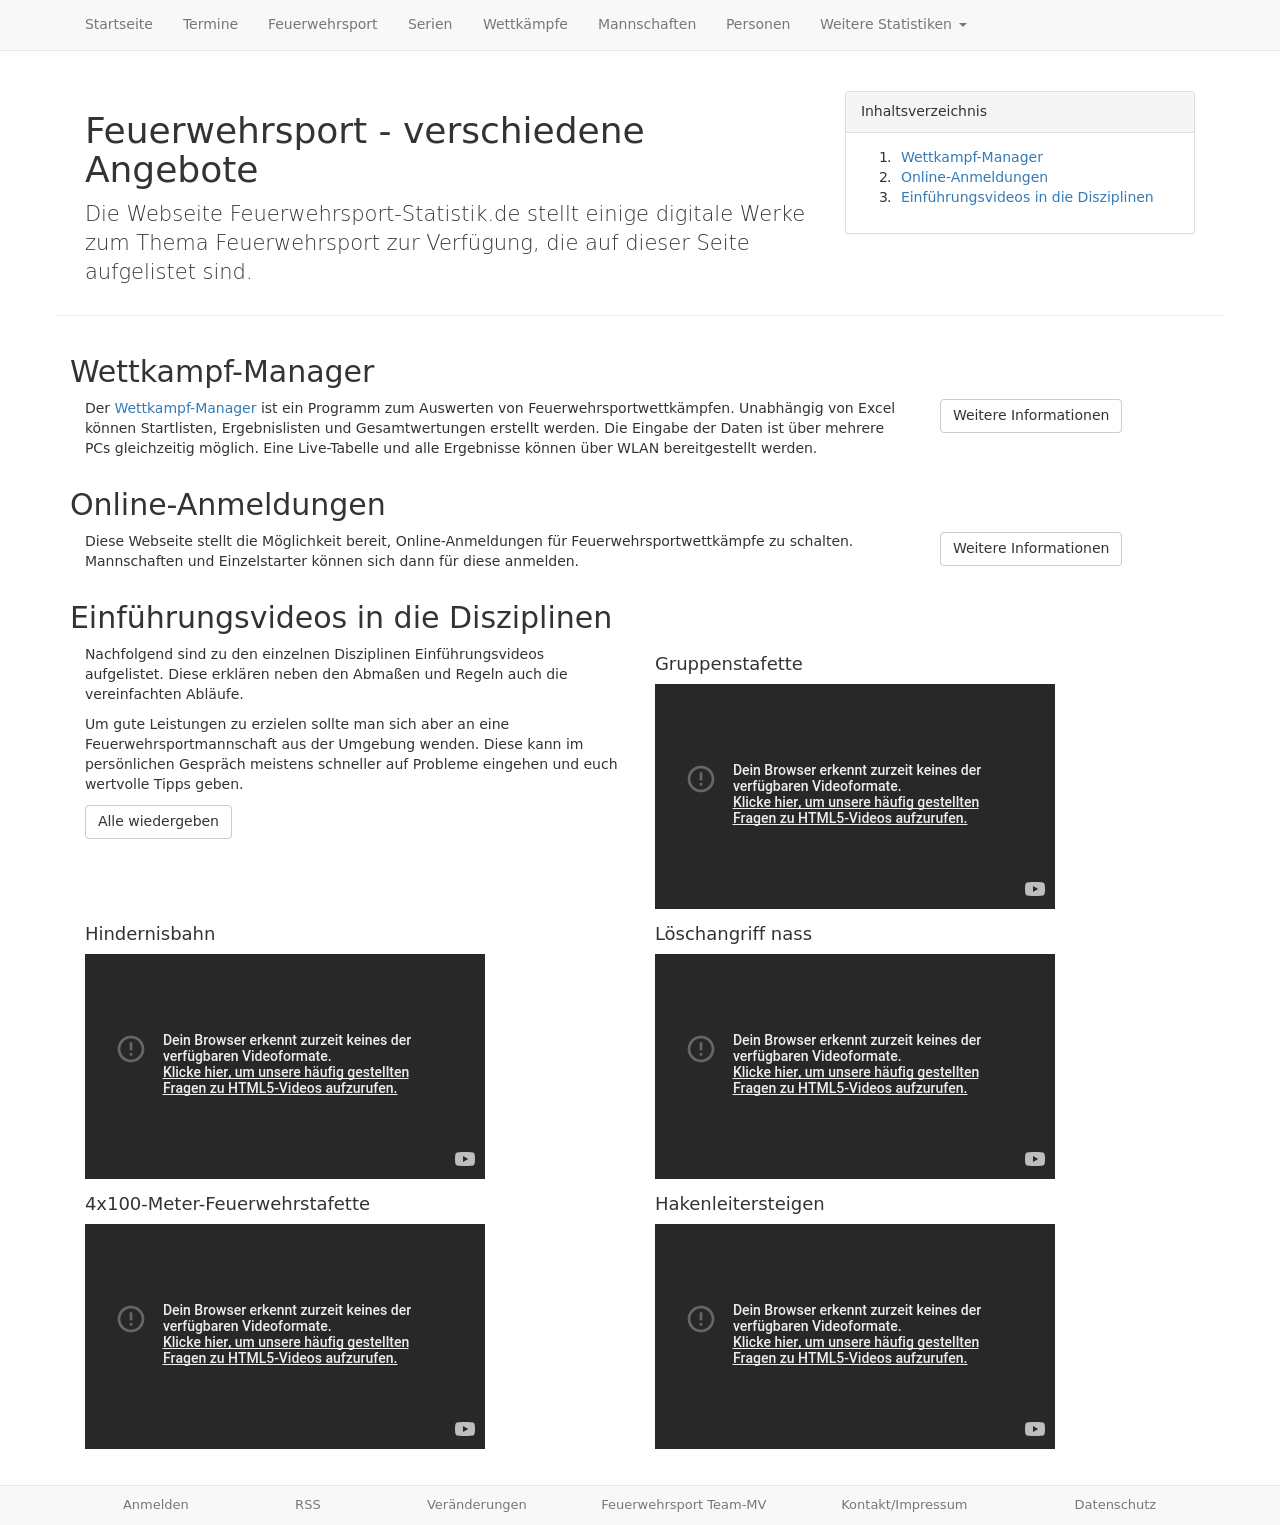 Startseite Termine Feuerwehrsport Serien Wettkämpfe Mannschaften Personen Weitere Statistiken
Feuerwehrsport - verschiedene
Angebote
Die Webseite Feuerwehrsport-Statistik.de stellt einige digitale Werke
zum Thema Feuerwehrsport zur Verfügung, die auf dieser Seite
aufgelistet sind.
Inhaltsverzeichnis
1. Wettkampf-Manager
2. Online-Anmeldungen
3. Einführungsvideos in die Disziplinen
Wettkampf-Manager
Der Wettkampf-Manager ist ein Programm zum Auswerten von Feuerwehrsportwettkämpfen. Unabhängig von Excel
können Startlisten, Ergebnislisten und Gesamtwertungen erstellt werden. Die Eingabe der Daten ist über mehrere
PCs gleichzeitig möglich. Eine Live-Tabelle und alle Ergebnisse können über WLAN bereitgestellt werden.
Weitere Informationen
Online-Anmeldungen
Diese Webseite stellt die Möglichkeit bereit, Online-Anmeldungen für Feuerwehrsportwettkämpfe zu schalten.
Mannschaften und Einzelstarter können sich dann für diese anmelden.
Weitere Informationen
Einführungsvideos in die Disziplinen
Nachfolgend sind zu den einzelnen Disziplinen Einführungsvideos
aufgelistet. Diese erklären neben den Abmaßen und Regeln auch die
vereinfachten Abläufe.
Um gute Leistungen zu erzielen sollte man sich aber an eine
Feuerwehrsportmannschaft aus der Umgebung wenden. Diese kann im
persönlichen Gespräch meistens schneller auf Probleme eingehen und euch
wertvolle Tipps geben.
Alle wiedergeben
Gruppenstafette
Dein Browser erkennt zurzeit keines der
verfügbaren Videoformate.
Klicke hier, um unsere häufig gestellten
Fragen zu HTML5-Videos aufzurufen.
Hindernisbahn
Dein Browser erkennt zurzeit keines der
verfügbaren Videoformate.
Klicke hier, um unsere häufig gestellten
Fragen zu HTML5-Videos aufzurufen.
Löschangriff nass
Dein Browser erkennt zurzeit keines der
verfügbaren Videoformate.
Klicke hier, um unsere häufig gestellten
Fragen zu HTML5-Videos aufzurufen.
4x100-Meter-Feuerwehrstafette
Dein Browser erkennt zurzeit keines der
verfügbaren Videoformate.
Klicke hier, um unsere häufig gestellten
Fragen zu HTML5-Videos aufzurufen.
Hakenleitersteigen
Dein Browser erkennt zurzeit keines der
verfügbaren Videoformate.
Klicke hier, um unsere häufig gestellten
Fragen zu HTML5-Videos aufzurufen.
Anmelden RSS Veränderungen Feuerwehrsport Team-MV Kontakt/Impressum Datenschutz